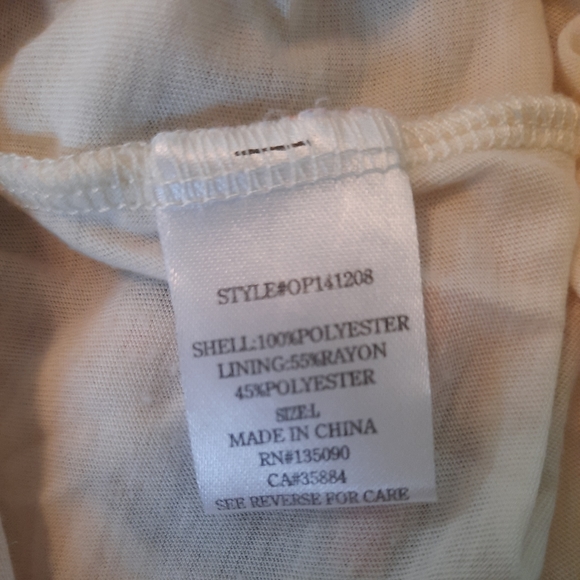 STYLE#OP141208
SHELL:100%POLYESTER
LINING:55%RAYON
45%POLYESTER
SIZE:L
MADE IN CHINA
RN#135090
CA#35884
SEE REVERSE FOR CARE